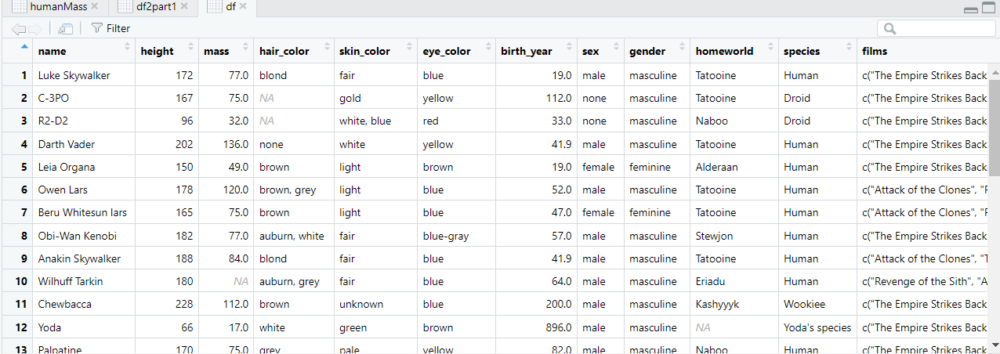 humanMass df2part1 df
Filter
name height mass hair_color skin_color eye_color birth_year sex gender homeworld species films
1 Luke Skywalker 172 77.0 blond fair blue 19.0 male masculine Tatooine Human c("The Empire Strikes Back
2 C-3PO 167 75.0 NA gold yellow 112.0 none masculine Tatooine Droid c("The Empire Strikes Back
3 R2-D2 96 32.0 NA white, blue red 33.0 none masculine Naboo Droid c("The Empire Strikes Back
4 Darth Vader 202 136.0 none white yellow 41.9 male masculine Tatooine Human c("The Empire Strikes Back
5 Leia Organa 150 49.0 brown light brown 19.0 female feminine Alderaan Human c("The Empire Strikes Back
6 Owen Lars 178 120.0 brown, grey light blue 52.0 male masculine Tatooine Human c("Attack of the Clones", "F
7 Beru Whitesun lars 165 75.0 brown light blue 47.0 female feminine Tatooine Human c("Attack of the Clones", "F
8 Obi-Wan Kenobi 182 77.0 auburn, white fair blue-gray 57.0 male masculine Stewjon Human c("The Empire Strikes Back
9 Anakin Skywalker 188 84.0 blond fair blue 41.9 male masculine Tatooine Human c("Attack of the Clones", "T
10 Wilhuff Tarkin 180 NA auburn, grey fair blue 64.0 male masculine Eriadu Human c("Revenge of the Sith", "A
11 Chewbacca 228 112.0 brown unknown blue 200.0 male masculine Kashyyyk Wookiee c("The Empire Strikes Back
12 Yoda 66 17.0 white green brown 896.0 male masculine NA Yoda's species c("The Empire Strikes Back
13 Palpatine 170 75.0 grey pale yellow 82.0 male masculine Naboo Human c("The Empire Strikes Back